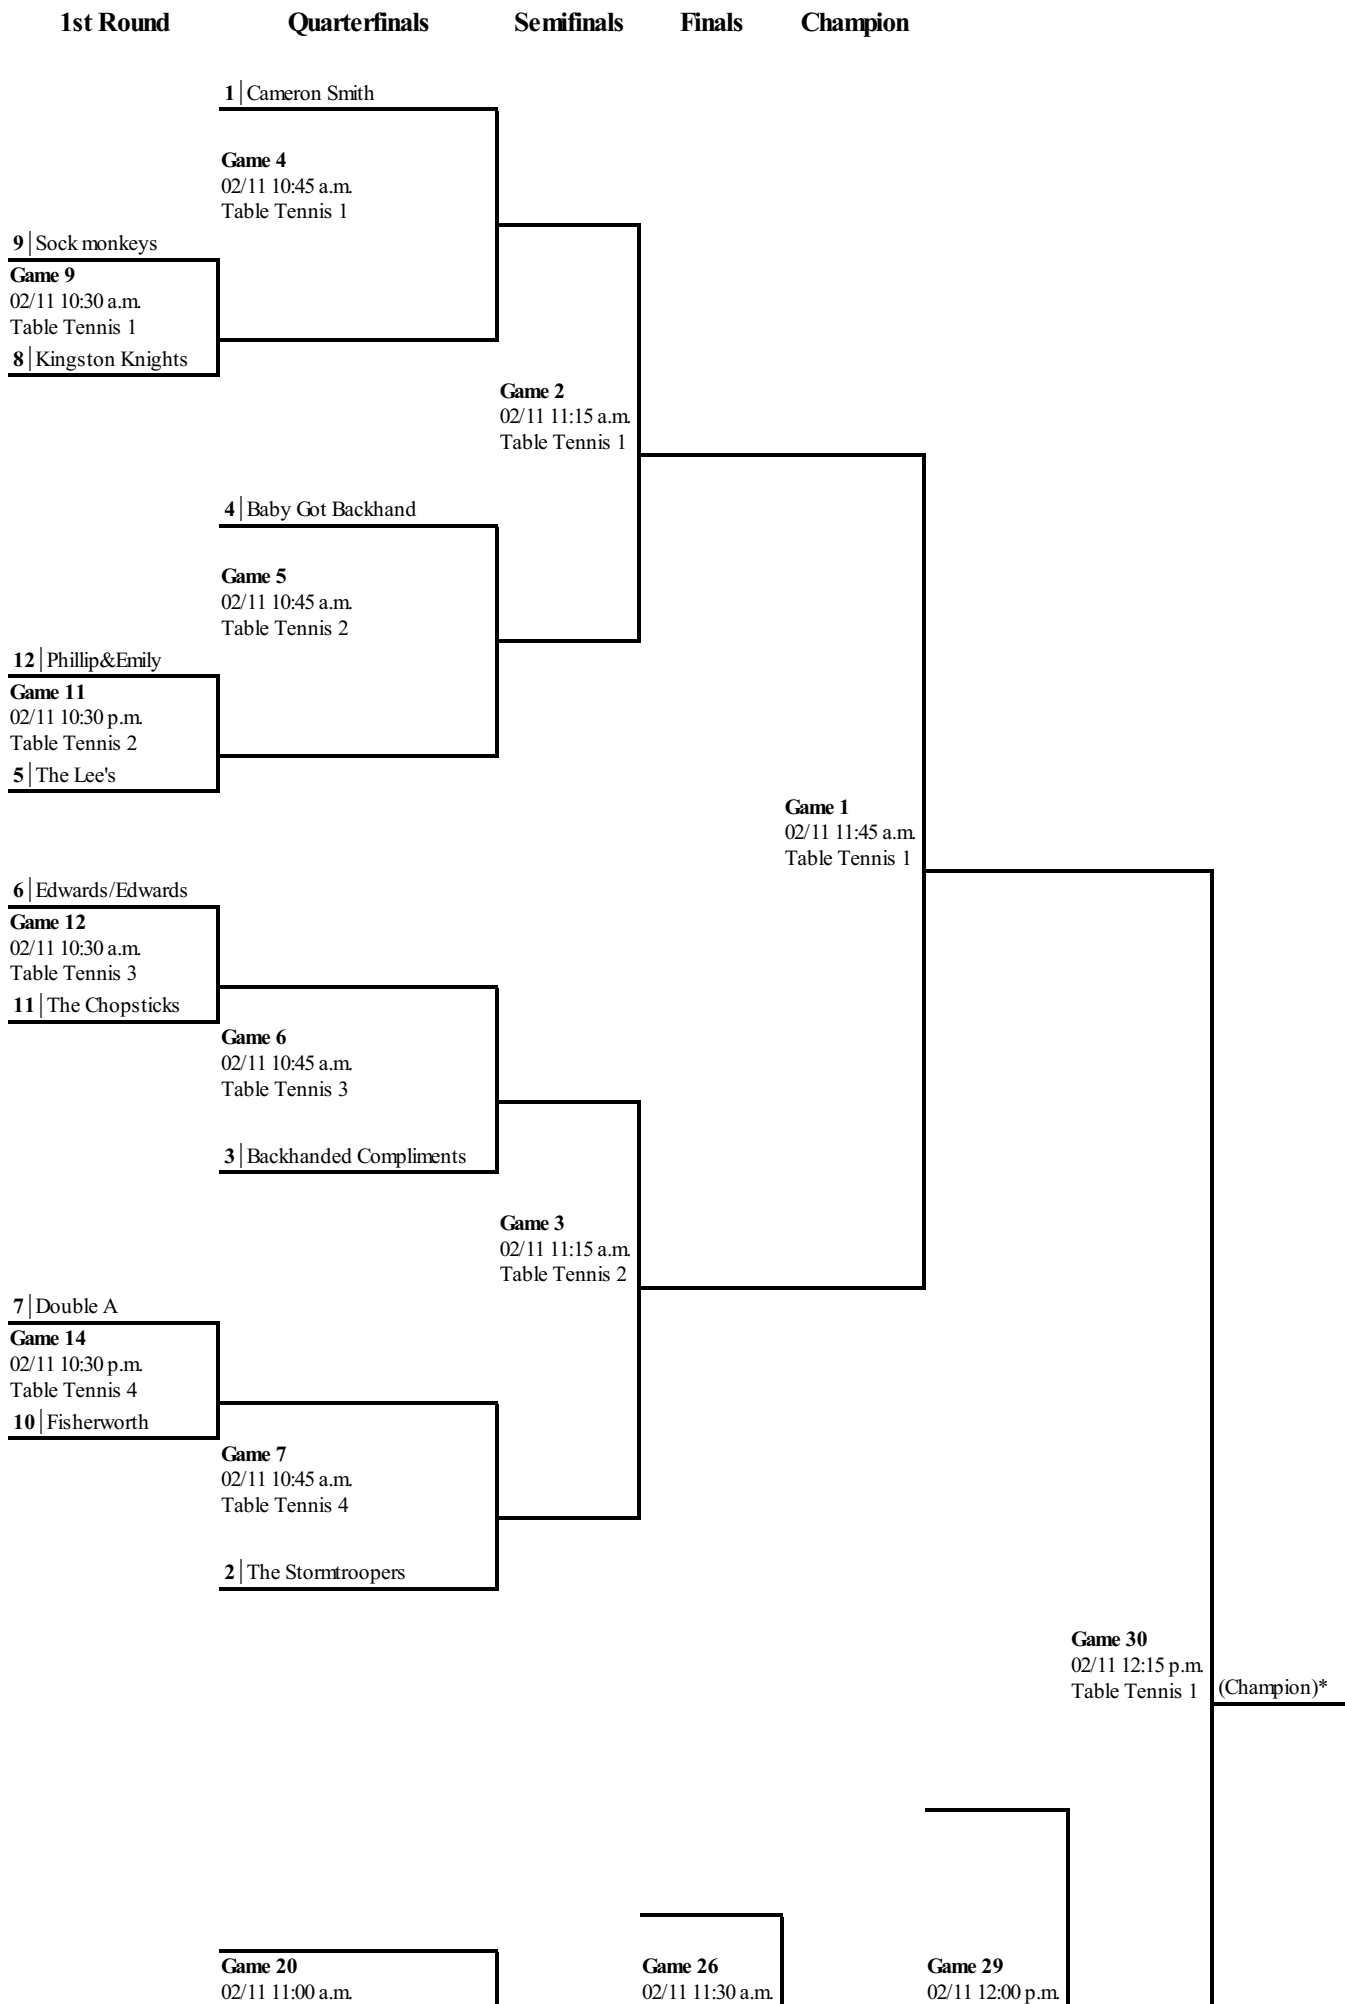 1st Round Quarterfinals Semifinals Finals Champion
1 Cameron Smith
Game 4
02/11 10:45 a.m.
Table Tennis 1
9 Sock monkeys
Game 9
02/11 10:30 a.m.
Table Tennis 1
8 Kingston Knights
Game 2
02/11 11:15 a.m.
Table Tennis 1
4 Baby Got Backhand
Game 5
02/11 10:45 a.m.
Table Tennis 2
12 Phillip&Emily
Game 11
02/11 10:30 p.m.
Table Tennis 2
5 The Lee's
Game 1
02/11 11:45 a.m.
Table Tennis 1
6 Edwards/Edwards
Game 12
02/11 10:30 a.m.
Table Tennis 3
11 The Chopsticks
Game 6
02/11 10:45 a.m.
Table Tennis 3
3 Backhanded Compliments
Game 3
02/11 11:15 a.m.
Table Tennis 2
7 Double A
Game 14
02/11 10:30 p.m.
Table Tennis 4
10 Fisherworth
Game 7
02/11 10:45 a.m.
Table Tennis 4
2 The Stormtroopers
Game 30
02/11 12:15 p.m.
Table Tennis 1
(Champion)*
Game 20
02/11 11:00 a.m.
Game 26
02/11 11:30 a.m.
Game 29
02/11 12:00 p.m.